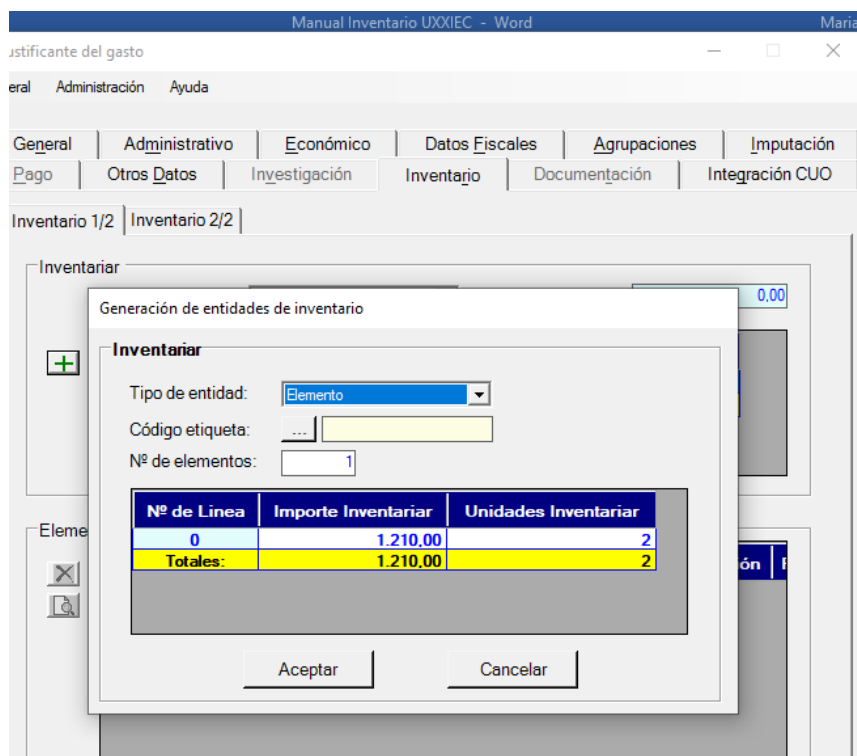 Manual Inventario UXXIEC - Word
Maria
ustificante del gasto
eral Administración Ayuda
General Administrativo Económico Datos Fiscales Agrupaciones Imputación
Pago Otros Datos Investigación Inventario Documentación Integración CUO
Inventario 1/2 Inventario 2/2
Inventariar
0,00
Generación de entidades de inventario
Inventariar
Tipo de entidad: Elemento
Código etiqueta: ...
Nº de elementos: 1
Nº de Linea Importe Inventariar Unidades Inventariar
0 1.210,00 2
Totales: 1.210,00 2
Eleme
ión
Aceptar Cancelar